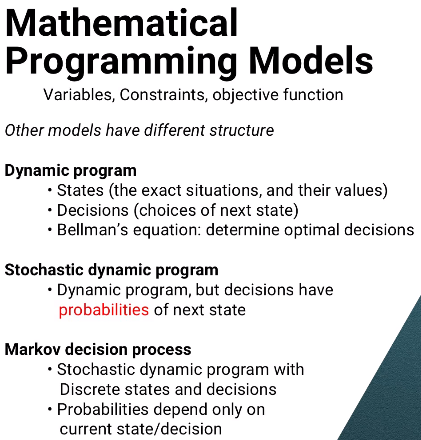 Mathematical
Programming Models
Variables, Constraints, objective function
Other models have different structure
Dynamic program
• States (the exact situations, and their values)
• Decisions (choices of next state)
• Bellman's equation: determine optimal decisions
Stochastic dynamic program
• Dynamic program, but decisions have
probabilities of next state
Markov decision process
• Stochastic dynamic program with
Discrete states and decisions
• Probabilities depend only on
current state/decision